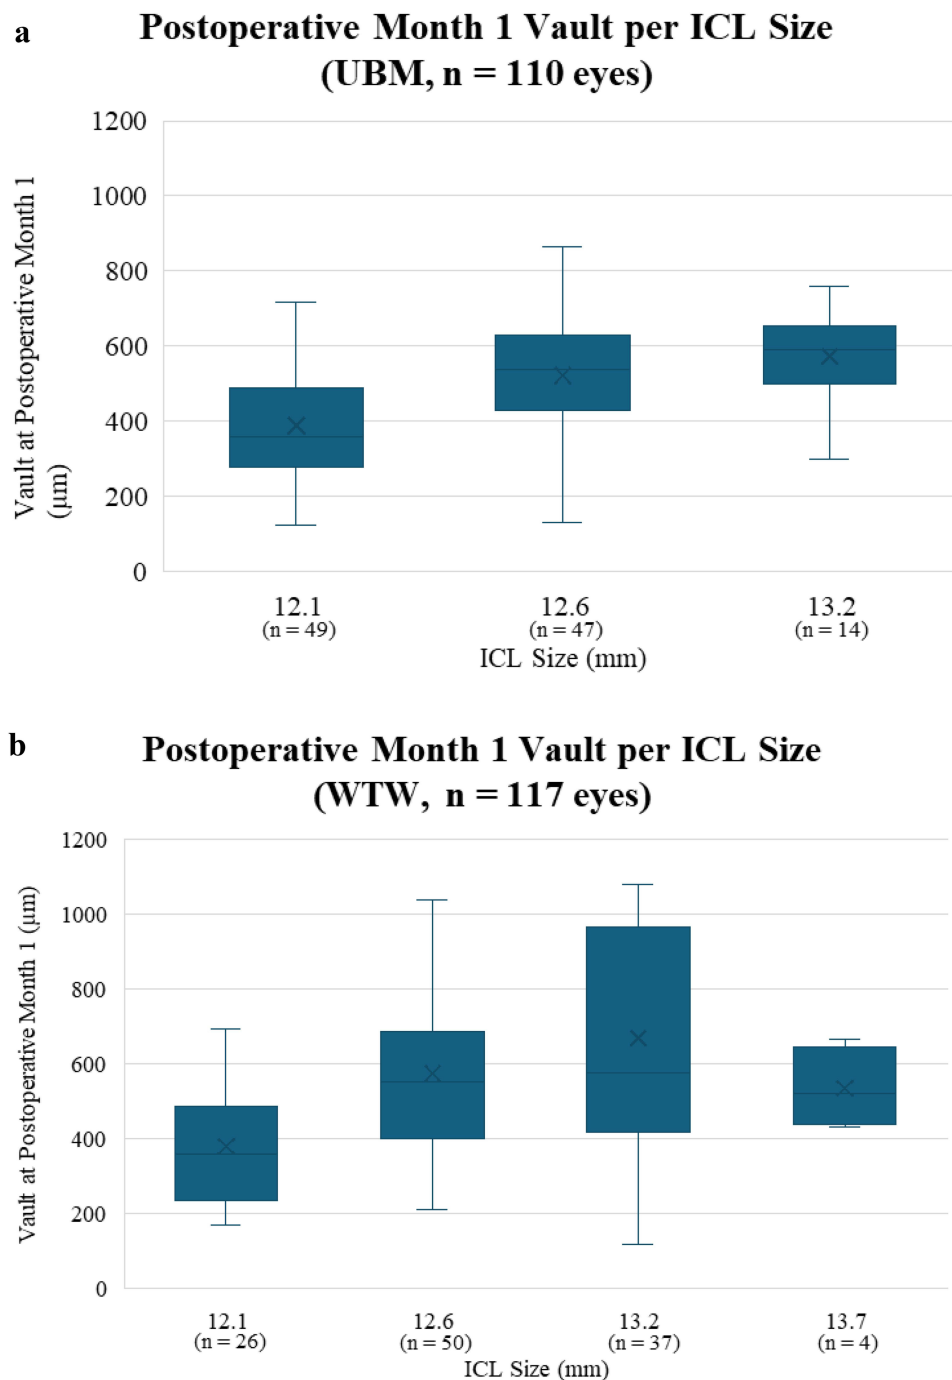 a
Postoperative Month 1 Vault per ICL Size
(UBM, n = 110 eyes)
Vault at Postoperative Month 1
(μm)
1200
1000
800
600
400
200
0
12.1
(n = 49)
12.6
(n = 47)
13.2
(n = 14)
ICL Size (mm)
b
Postoperative Month 1 Vault per ICL Size
(WTW, n = 117 eyes)
Vault at Postoperative Month 1 (μm)
1200
1000
800
600
400
200
0
12.1
(n = 26)
12.6
(n = 50)
13.2
(n = 37)
13.7
(n = 4)
ICL Size (mm)